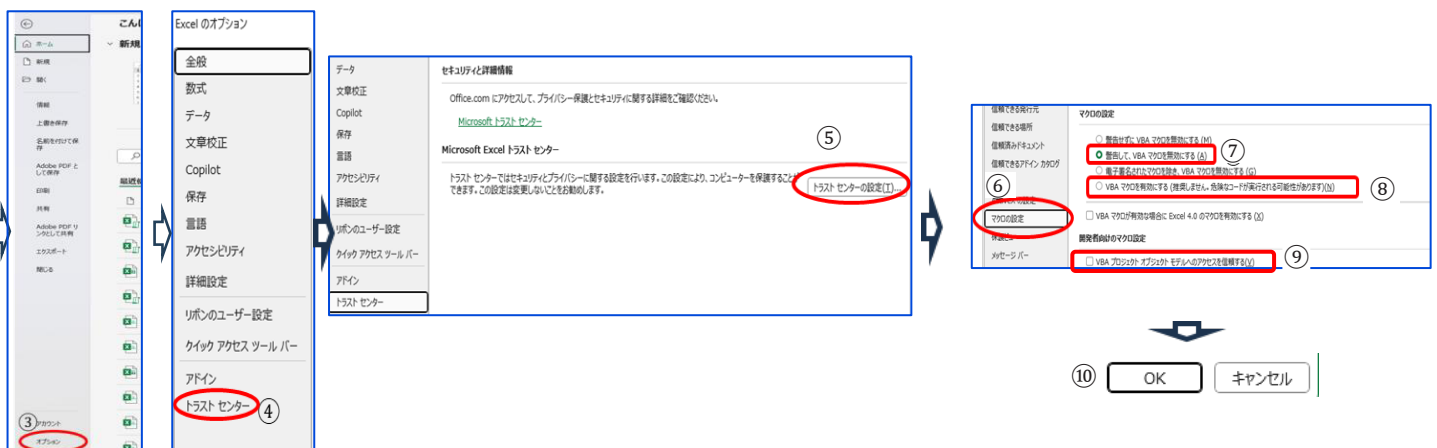 こんに
ホーム
新規
新規
開く
情報
上書き保存
名前を付けて保
存
Adobe PDF と
して保存
最近使
印刷
共有
Adobe PDF リ
ンクとして共有
エクスポート
閉じる
③
アカウント
オプション
Excel のオプション
全般
数式
データ
文章校正
Copilot
保存
言語
アクセシビリティ
詳細設定
リボンのユーザー設定
クイック アクセス ツール バー
アドイン
トラスト センター
④
データ
文章校正
Copilot
保存
言語
アクセシビリティ
詳細設定
リボンのユーザー設定
クイック アクセス ツール バー
アドイン
トラスト センター
セキュリティと詳細情報
Office.com にアクセスして、プライバシー保護とセキュリティに関する詳細をご確認ください。
Microsoft トラスト センター
Microsoft Excel トラスト センター
⑤
トラスト センターではセキュリティとプライバシーに関する設定を行います。この設定により、コンピューターを保護することが
できます。この設定は変更しないことをお勧めします。
トラスト センターの設定(T)...
信頼できる発行元
信頼できる場所
信頼済みドキュメント
信頼できるアドイン カタログ
⑥
マクロの設定
メッセージ バー
マクロの設定
警告せずに VBA マクロを無効にする (M)
警告して、VBA マクロを無効にする (A)
⑦
電子署名されたマクロを除き、VBA マクロを無効にする (G)
VBA マクロを有効にする (推奨しません。危険なコードが実行される可能性があります)(N)
⑧
VBA マクロが有効な場合に Excel 4.0 のマクロを有効にする (X)
開発者向けのマクロ設定
VBA プロジェクト オブジェクト モデルへのアクセスを信頼する(V)
⑨
⑩
OK
キャンセル